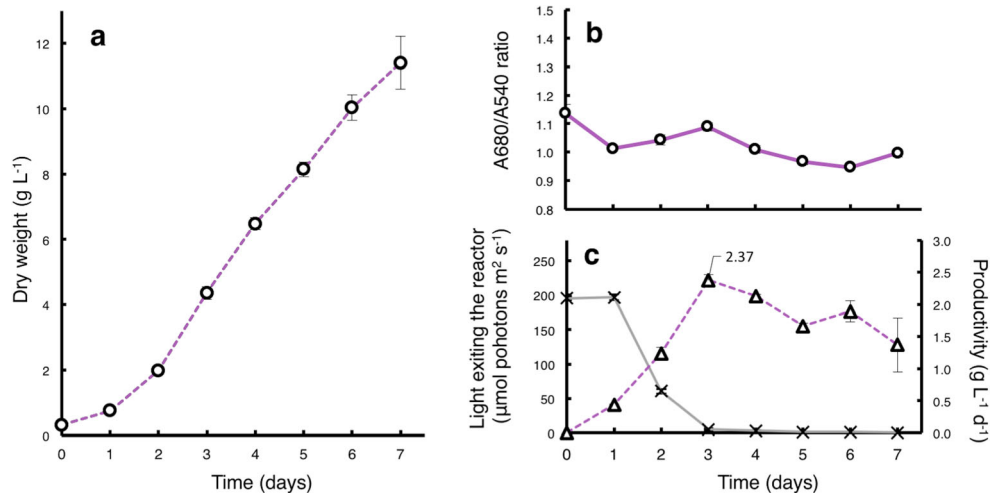 a
Dry weight (g L-1)
12
10
8
6
4
2
0
0 1 2 3 4 5 6 7
Time (days)
b
A680/A540 ratio
1.5
1.4
1.3
1.2
1.1
1.0
0.9
0.8
c
Light exiting the reactor
(µmol pohotons m2 s-1)
250
200
150
100
50
0
2.37
3.0
2.5
2.0
1.5
1.0
0.5
0.0
Productivity (g L-1 d-1)
0 1 2 3 4 5 6 7
Time (days)